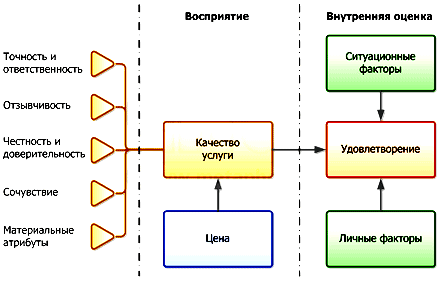 Восприятие
Внутренняя оценка
Точность и
ответственность
Отзывчивость
Честность и
доверительность
Сочувствие
Материальные
атрибуты
Качество
услуги
Цена
Ситуационные
факторы
Удовлетворение
Личные факторы